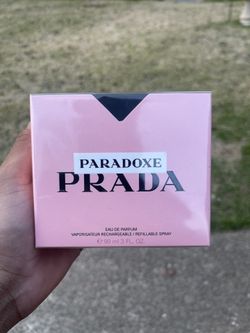 PARADOXE
PRADA
EAU DE PARFUM
VAPORISATEUR RECHARGEABLE / REFILLABLE SPRAY
℮ 90 ml 3 FL. OZ.